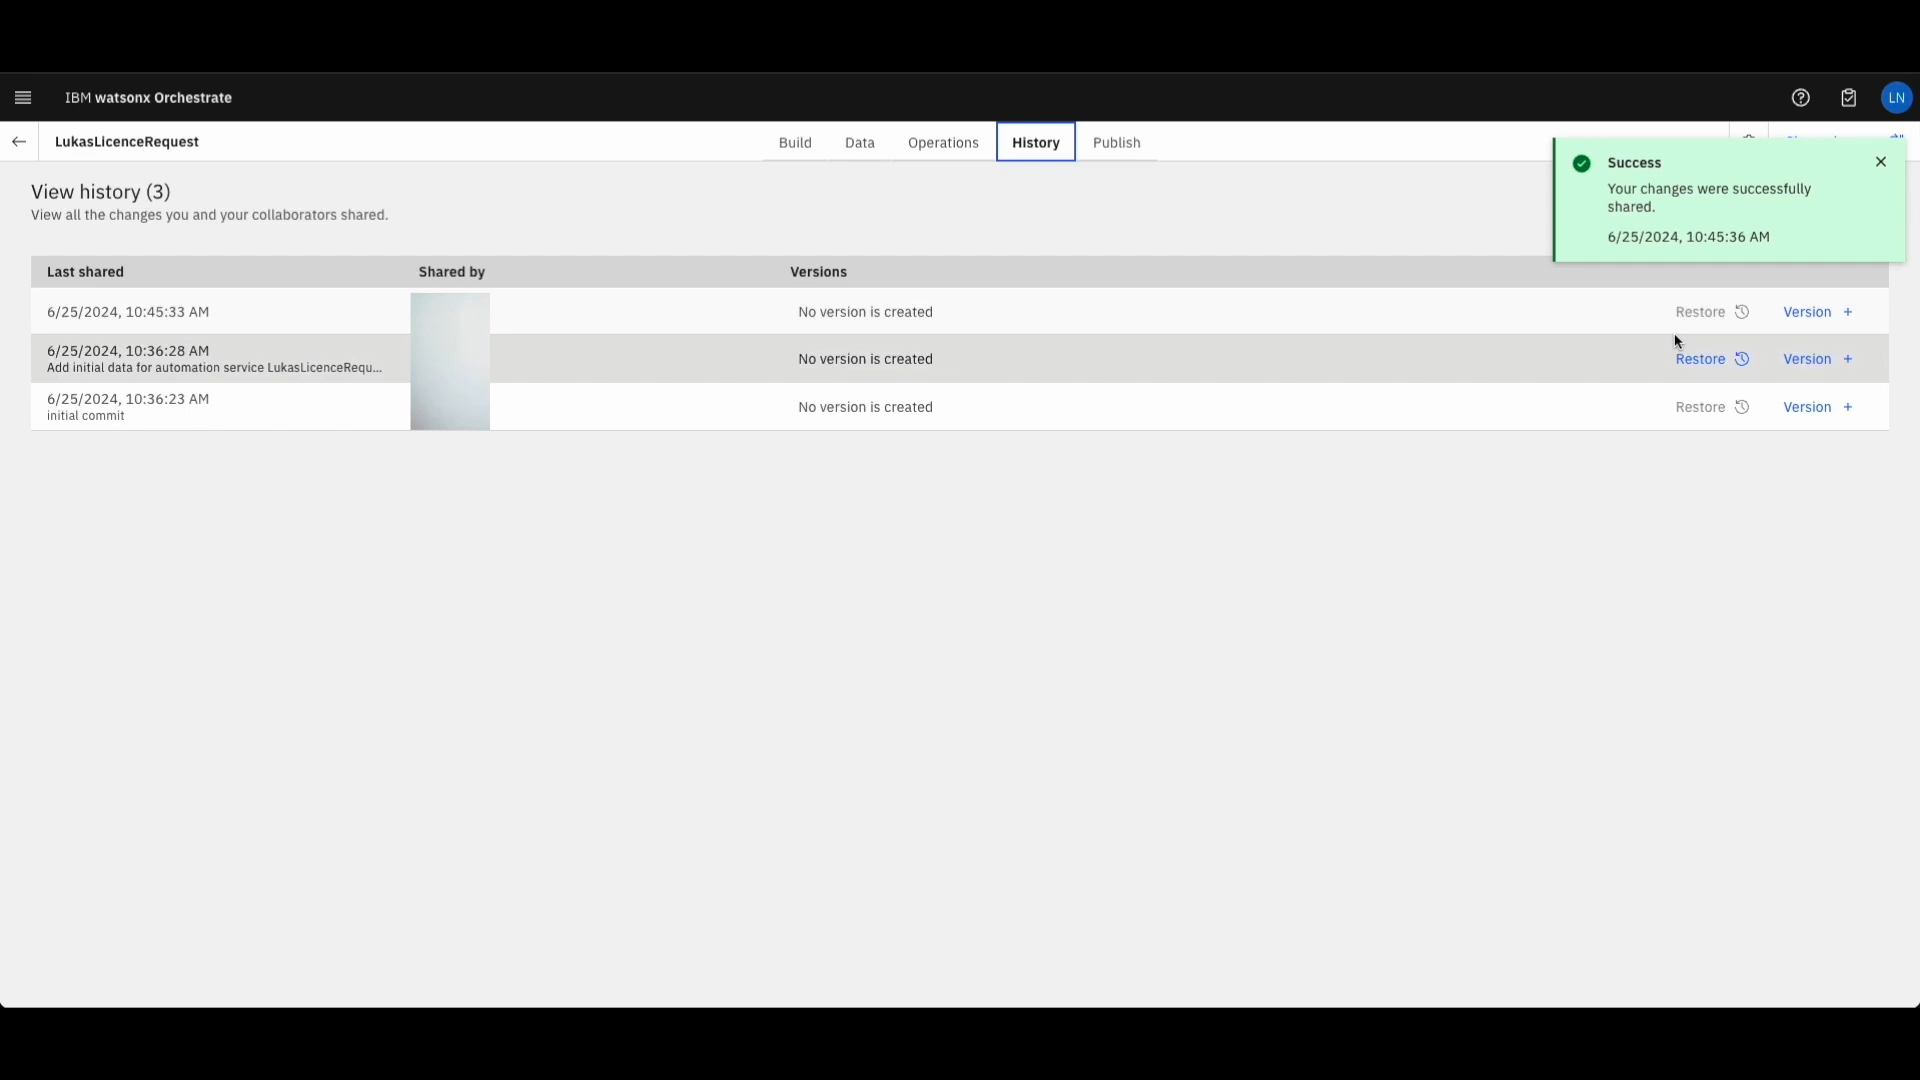 IBM watsonx Orchestrate
LN
LukasLicenceRequest
Build
Data
Operations
History
Publish
Success
Your changes were successfully
shared.
6/25/2024, 10:45:36 AM
View history (3)
View all the changes you and your collaborators shared.
Last shared
Shared by
Versions
6/25/2024, 10:45:33 AM
No version is created
Restore
Version +
6/25/2024, 10:36:28 AM
Add initial data for automation service LukasLicenceRequ...
No version is created
Restore
Version +
6/25/2024, 10:36:23 AM
initial commit
No version is created
Restore
Version +